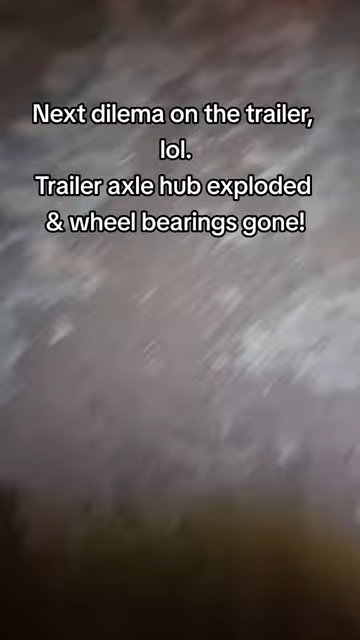 Next dilema on the trailer,
lol.
Trailer axle hub exploded
& wheel bearings gone!